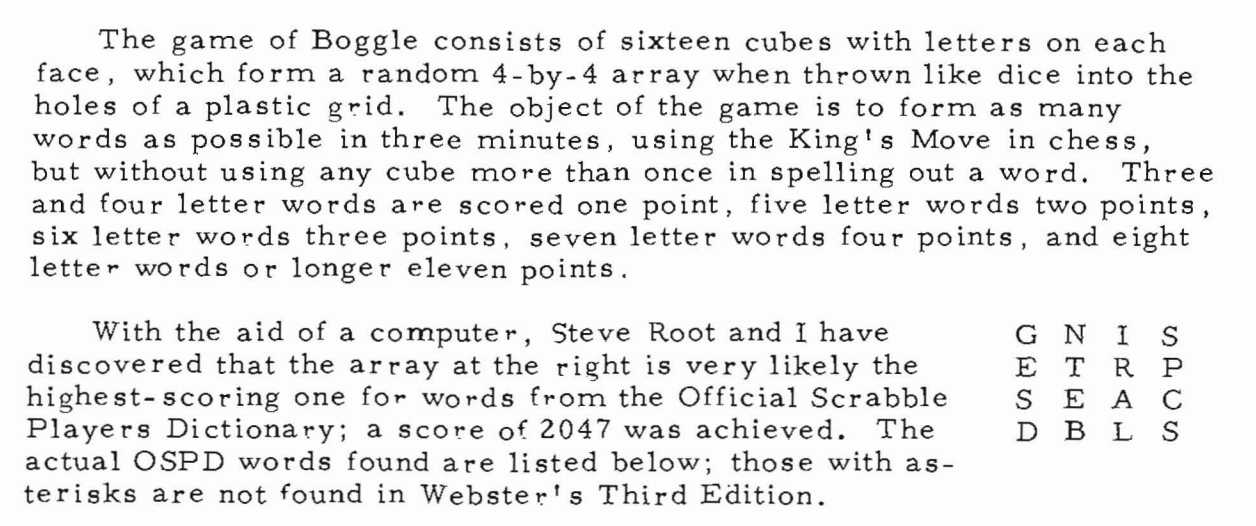 The game of Boggle consists of sixteen cubes with letters on each
face, which form a random 4-by-4 array when thrown like dice into the
holes of a plastic grid. The object of the game is to form as many
words as possible in three minutes, using the King's Move in chess,
but without using any cube more than once in spelling out a word. Three
and four letter words are scored one point, five letter words two points,
six letter words three points, seven letter words four points, and eight
letter words or longer eleven points.
With the aid of a computer, Steve Root and I have
discovered that the array at the right is very likely the
highest-scoring one for words from the Official Scrabble
Players Dictionary; a score of 2047 was achieved. The
actual OSPD words found are listed below; those with as-
terisks are not found in Webster's Third Edition.
G N I S
E T R P
S E A C
D B L S